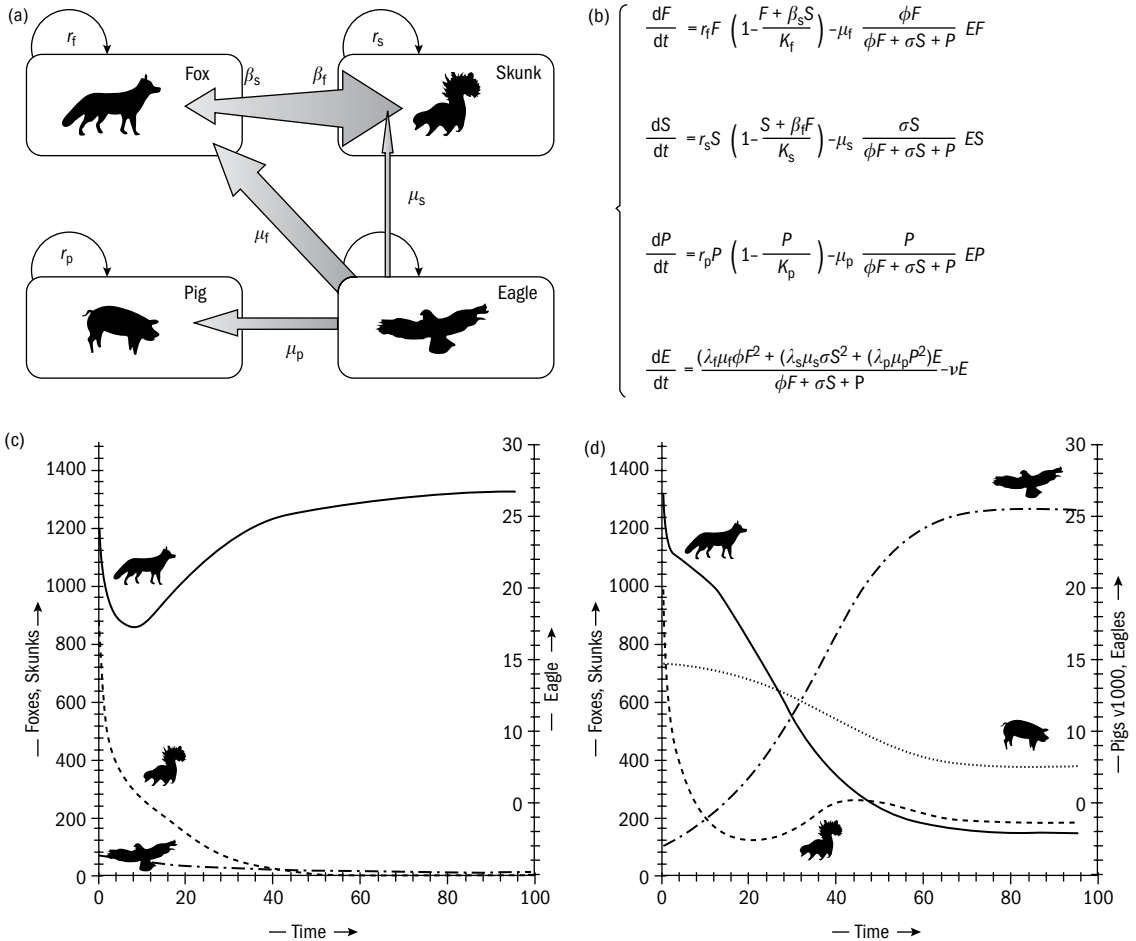 (a)
r_f
r_s
Fox
β_s
β_f
Skunk
μ_s
μ_f
r_p
Pig
Eagle
μ_p
(b)
dF/dt = r_f F (1- (F + β_s S)/K_f) -μ_f ϕF/(ϕF + σS + P) EF
dS/dt = r_s S (1- (S + β_f F)/K_s) -μ_s σS/(ϕF + σS + P) ES
dP/dt = r_p P (1- P/K_p) -μ_p P/(ϕF + σS + P) EP
dE/dt = (λ_f μ_f ϕF² + (λ_s μ_s σS² + (λ_p μ_p P²)E/(ϕF + σS + P) -νE
(c)
1400
1200
1000
800
600
400
200
0
Foxes, Skunks
30
25
20
15
10
0
Eagle
0 20 40 60 80 100
Time
(d)
1400
1200
1000
800
600
400
200
0
Foxes, Skunks
30
25
20
15
10
0
Pigs v1000, Eagles
0 20 40 60 80 100
Time